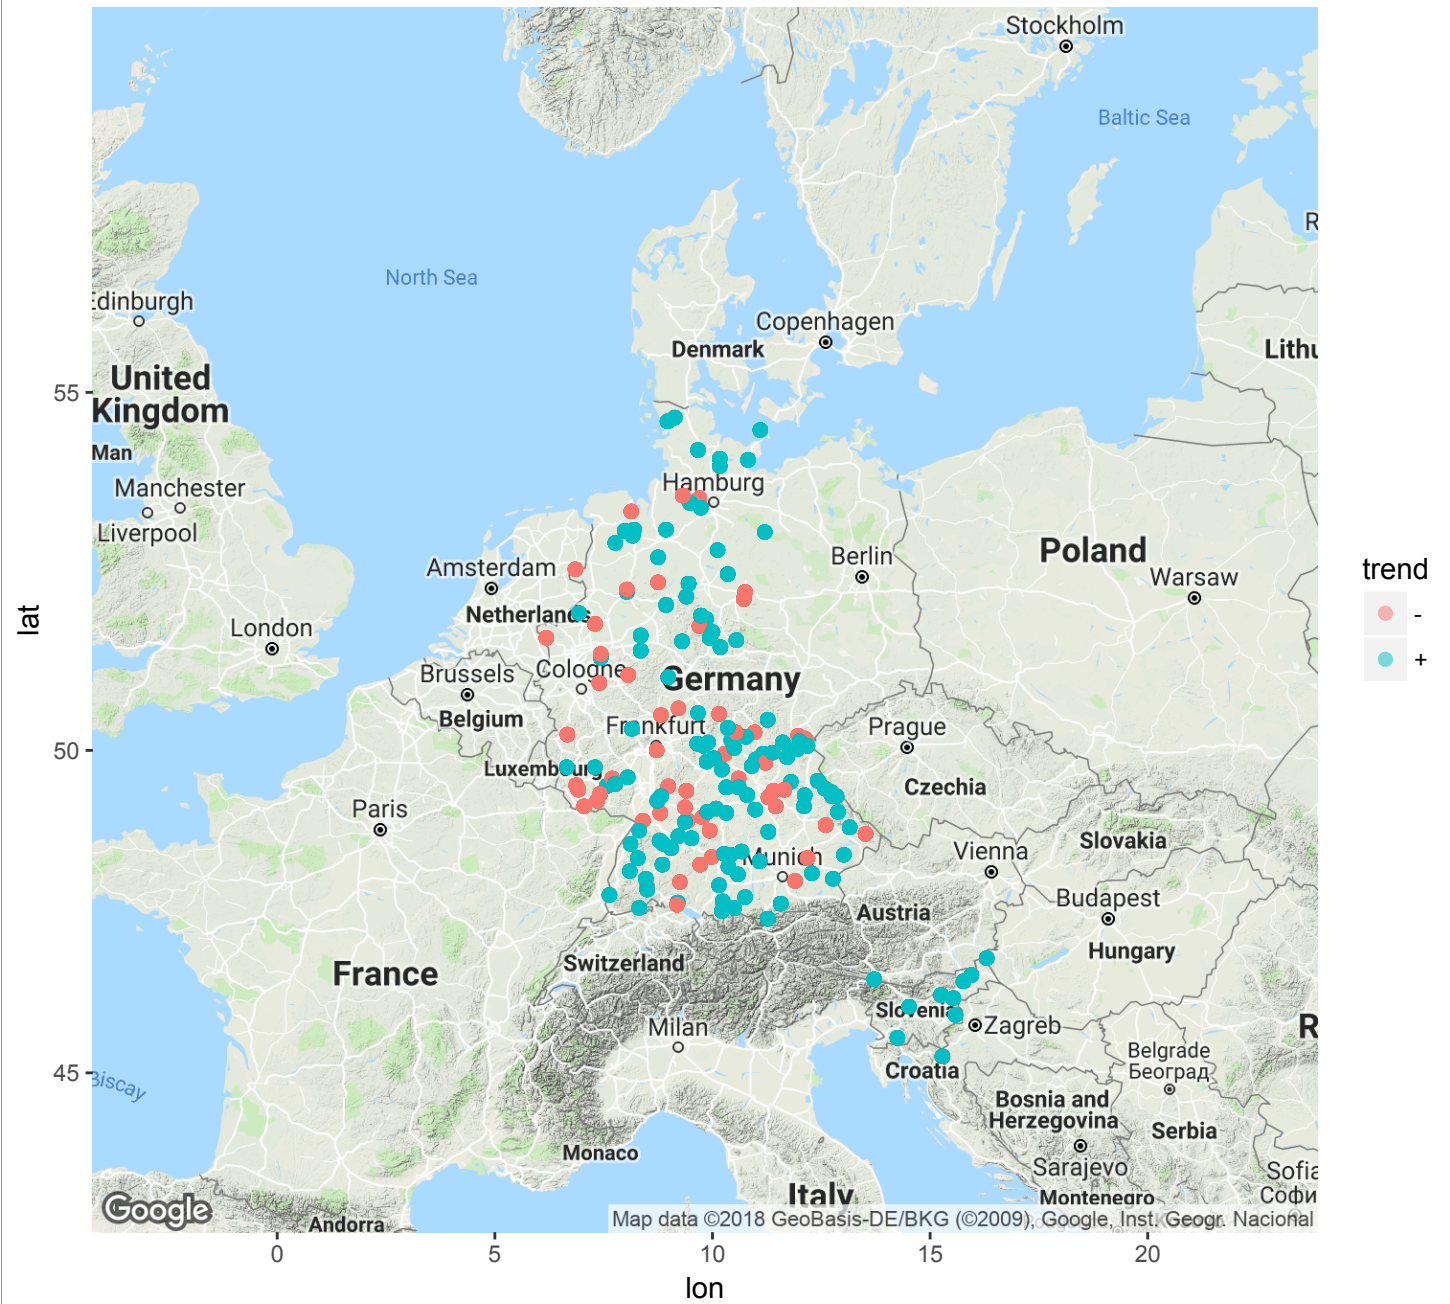 Stockholm
Baltic Sea
R
North Sea
Edinburgh
Copenhagen
Denmark
Lithu
United
Kingdom
55
Man
Manchester
Hamburg
Liverpool
Poland
Berlin
Amsterdam
Warsaw
trend
Netherlands
-
lat
London
+
Brussels
Cologne
Germany
Belgium
Frankfurt
Prague
50
Luxembourg
Czechia
Paris
Slovakia
Munich
Vienna
Budapest
Austria
Hungary
Switzerland
France
Slovenia
Milan
Zagreb
R
Belgrade
Београд
45
Biscay
Croatia
Bosnia and
Herzegovina
Serbia
Monaco
Sarajevo
Sofia
Italy
Montenegro
Софи
Google
Andorra
Map data ©2018 GeoBasis-DE/BKG (©2009), Google, Inst. Geogr. Nacional
0 5 10 15 20
lon